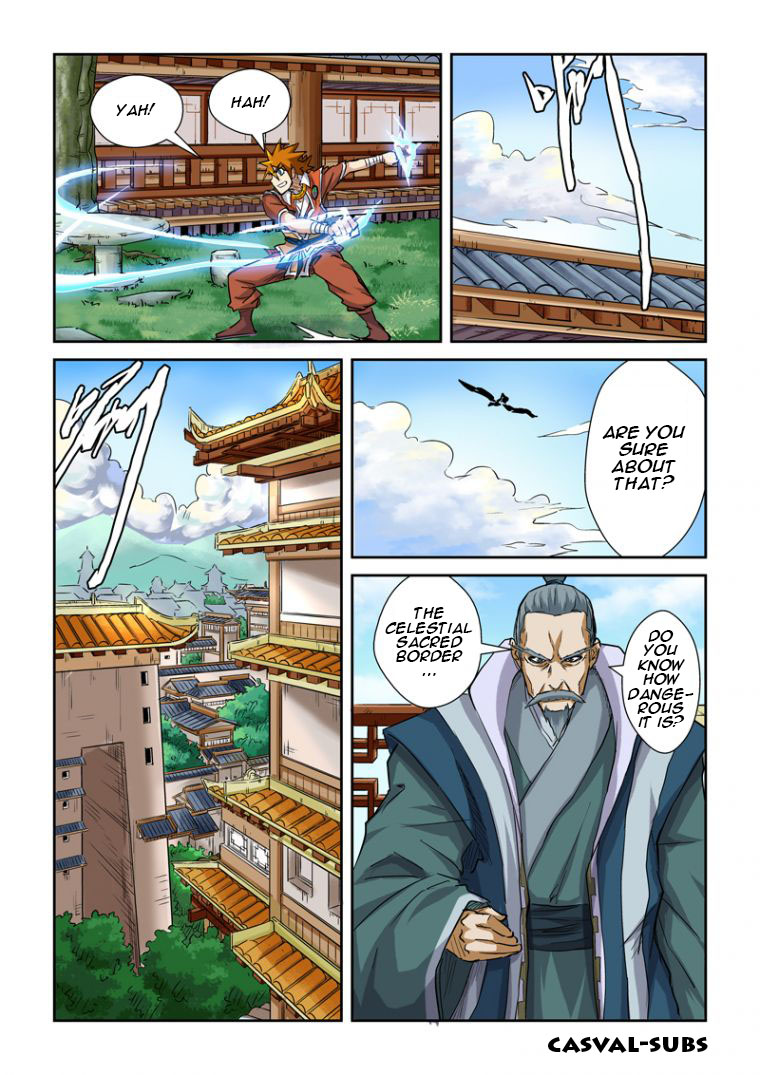 YAH!
HAH!
ARE YOU
SURE
ABOUT
THAT?
THE
CELESTIAL
SACRED
BORDER
...
DO
YOU
KNOW
HOW
DANGE-
ROUS
IT IS?
CASVAL-SUBS